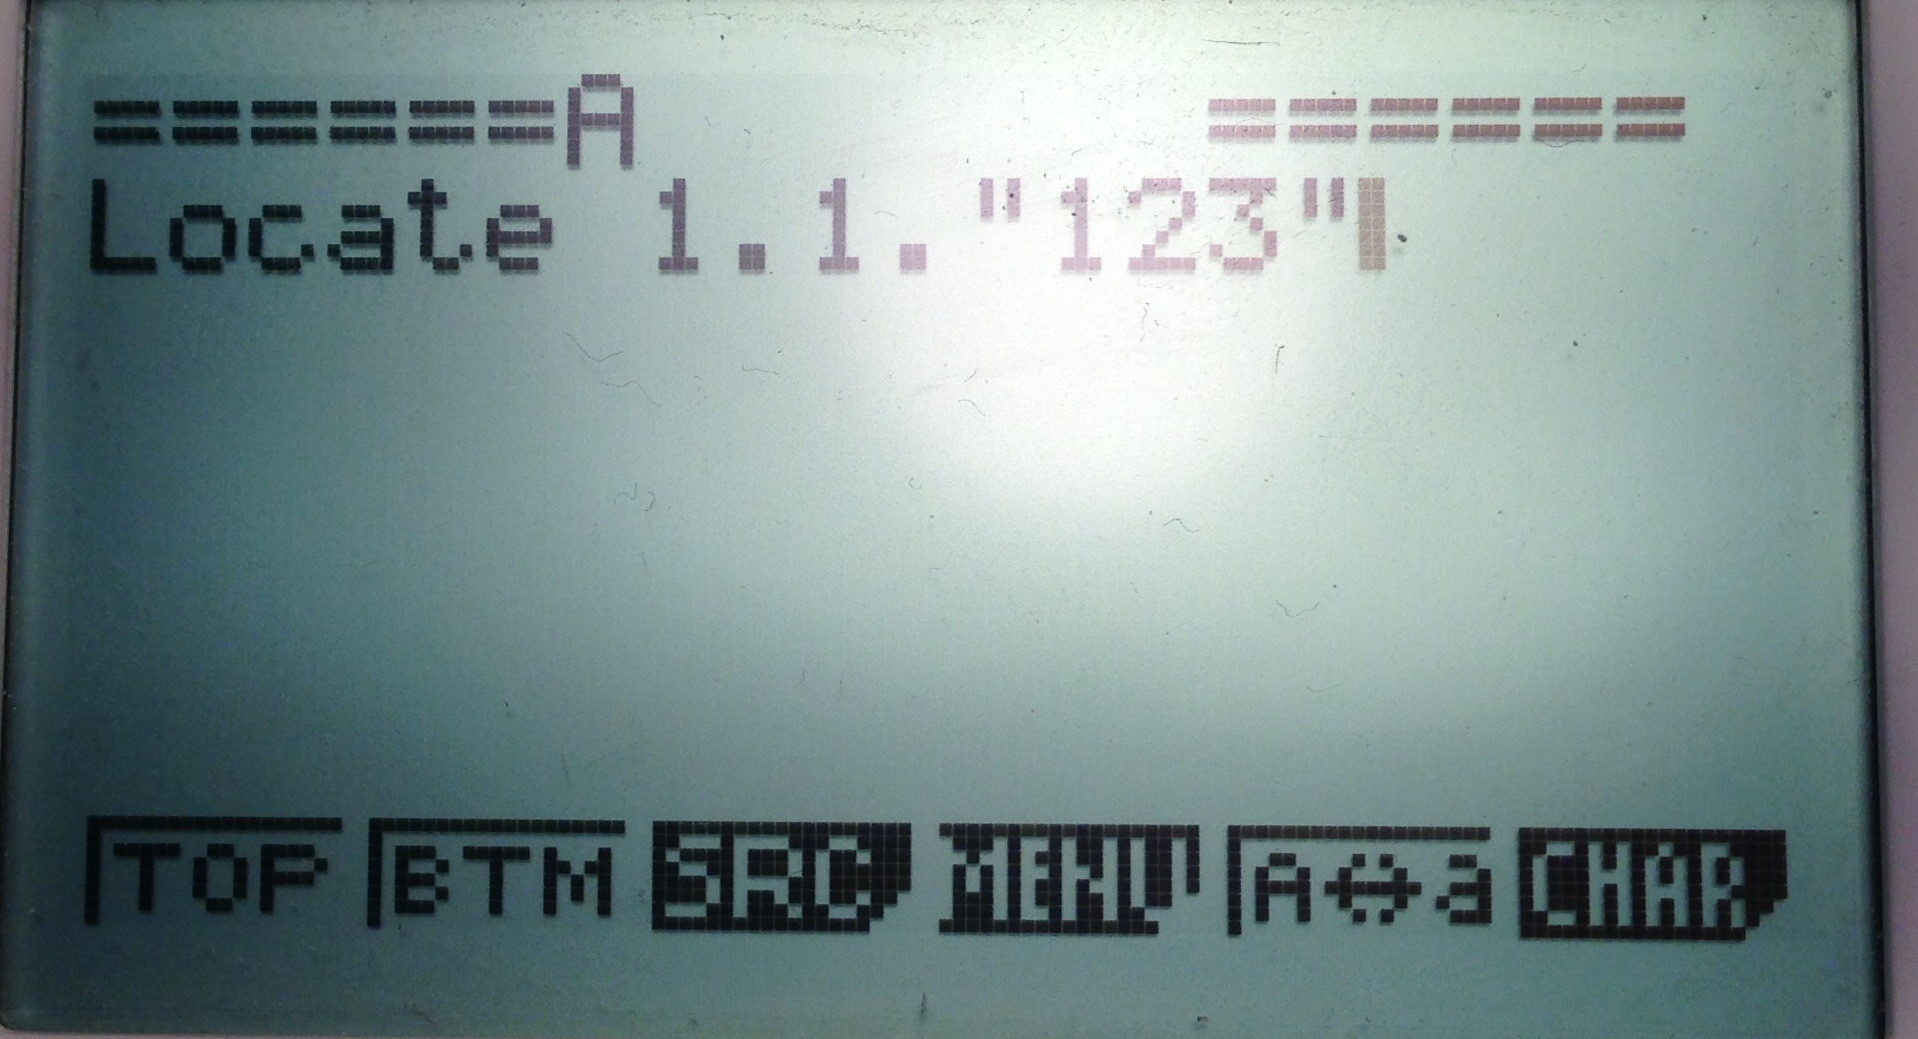 ======A       ======
Locate 1.1."123"
TOP BTM SRC MENU A↔a CHAR